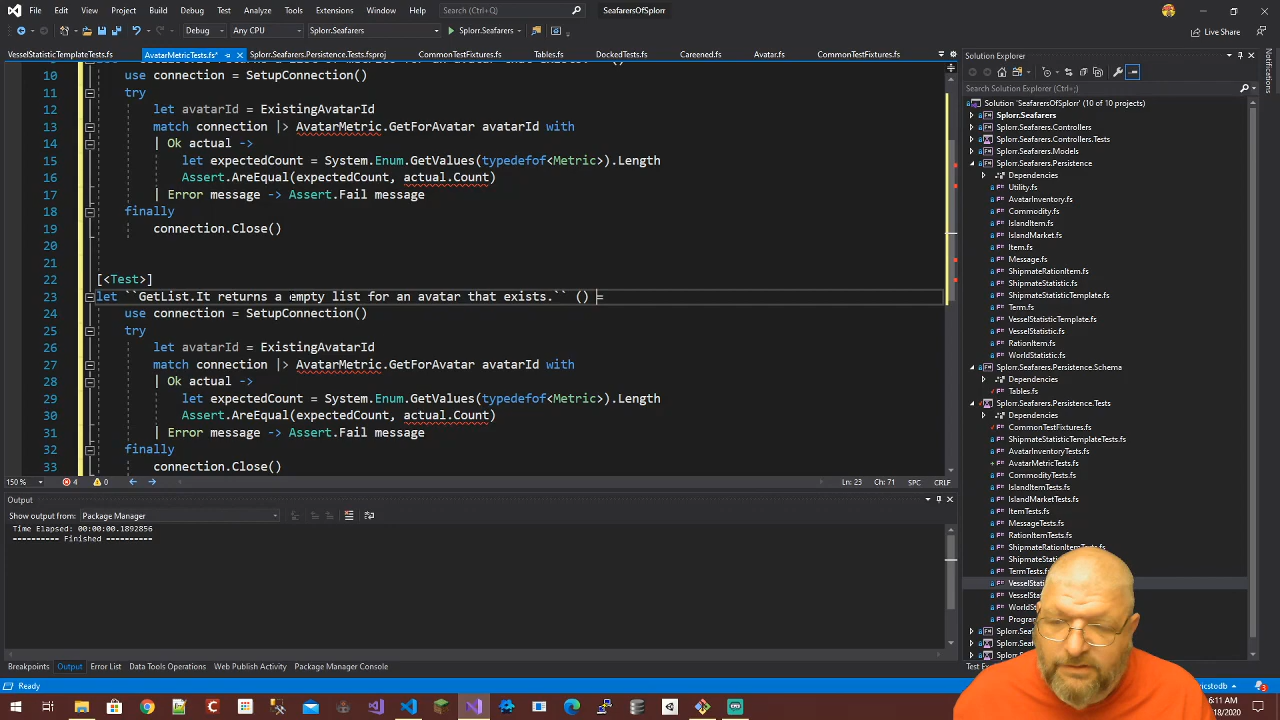 File Edit View Git Project Build Debug Test Analyze Tools Extensions Window Help Search (Ctrl+Q) SeafarersOfSplorr
Debug Any CPU Splorr.Seafarers Splorr.Seafarers Live Share
VesselStatisticTemplateTests.fs AvatarMetricTests.fs* Splorr.Seafarers.Persistence.Tests.fsproj CommonTestFixtures.fs Tables.fs DockedTests.fs Careened.fs Avatar.fs CommonTestFixtures.fs
10 use connection = SetupConnection()
11 try
12 let avatarId = ExistingAvatarId
13 match connection |> AvatarMetric.GetForAvatar avatarId with
14 | Ok actual ->
15 let expectedCount = System.Enum.GetValues(typedefof<Metric>).Length
16 Assert.AreEqual(expectedCount, actual.Count)
17 | Error message -> Assert.Fail message
18 finally
19 connection.Close()
20
21
22 [<Test>]
23 let ``GetList.It returns a empty list for an avatar that exists.`` () =
24 use connection = SetupConnection()
25 try
26 let avatarId = ExistingAvatarId
27 match connection |> AvatarMetric.GetForAvatar avatarId with
28 | Ok actual ->
29 let expectedCount = System.Enum.GetValues(typedefof<Metric>).Length
30 Assert.AreEqual(expectedCount, actual.Count)
31 | Error message -> Assert.Fail message
32 finally
33 connection.Close()
150 % 4 0 Ln: 23 Ch: 71 SPC CRLF
Output
Show output from: Package Manager
Time Elapsed: 00:00:00.1892856
========== Finished ==========
Breakpoints Output Error List Data Tools Operations Web Publish Activity Package Manager Console
Ready
Solution Explorer
Search Solution Explorer (Ctrl+;)
Solution 'SeafarersOfSplorr' (10 of 10 projects)
Splorr.Seafarers
Splorr.Seafarers.Controllers
Splorr.Seafarers.Controllers.Tests
Splorr.Seafarers.Models
Splorr.Seafarers.Persistence
Dependencies
Utility.fs
AvatarInventory.fs
Commodity.fs
IslandItem.fs
IslandMarket.fs
Item.fs
Message.fs
ShipmateStatistic.fs
ShipmateStatisticTemplate.fs
Term.fs
VesselStatisticTemplate.fs
VesselStatistic.fs
RationItem.fs
WorldStatistic.fs
Splorr.Seafarers.Persistence.Schema
Dependencies
Tables.fs
Splorr.Seafarers.Persistence.Tests
Dependencies
CommonTestFixtures.fs
ShipmateStatisticTemplateTests.fs
AvatarInventoryTests.fs
AvatarMetricTests.fs
CommodityTests.fs
IslandItemTests.fs
IslandMarketTests.fs
ItemTests.fs
MessageTests.fs
RationItemTests.fs
ShipmateRationItemTests.fs
TermTests.fs
Splorr.Seaf
Notifications